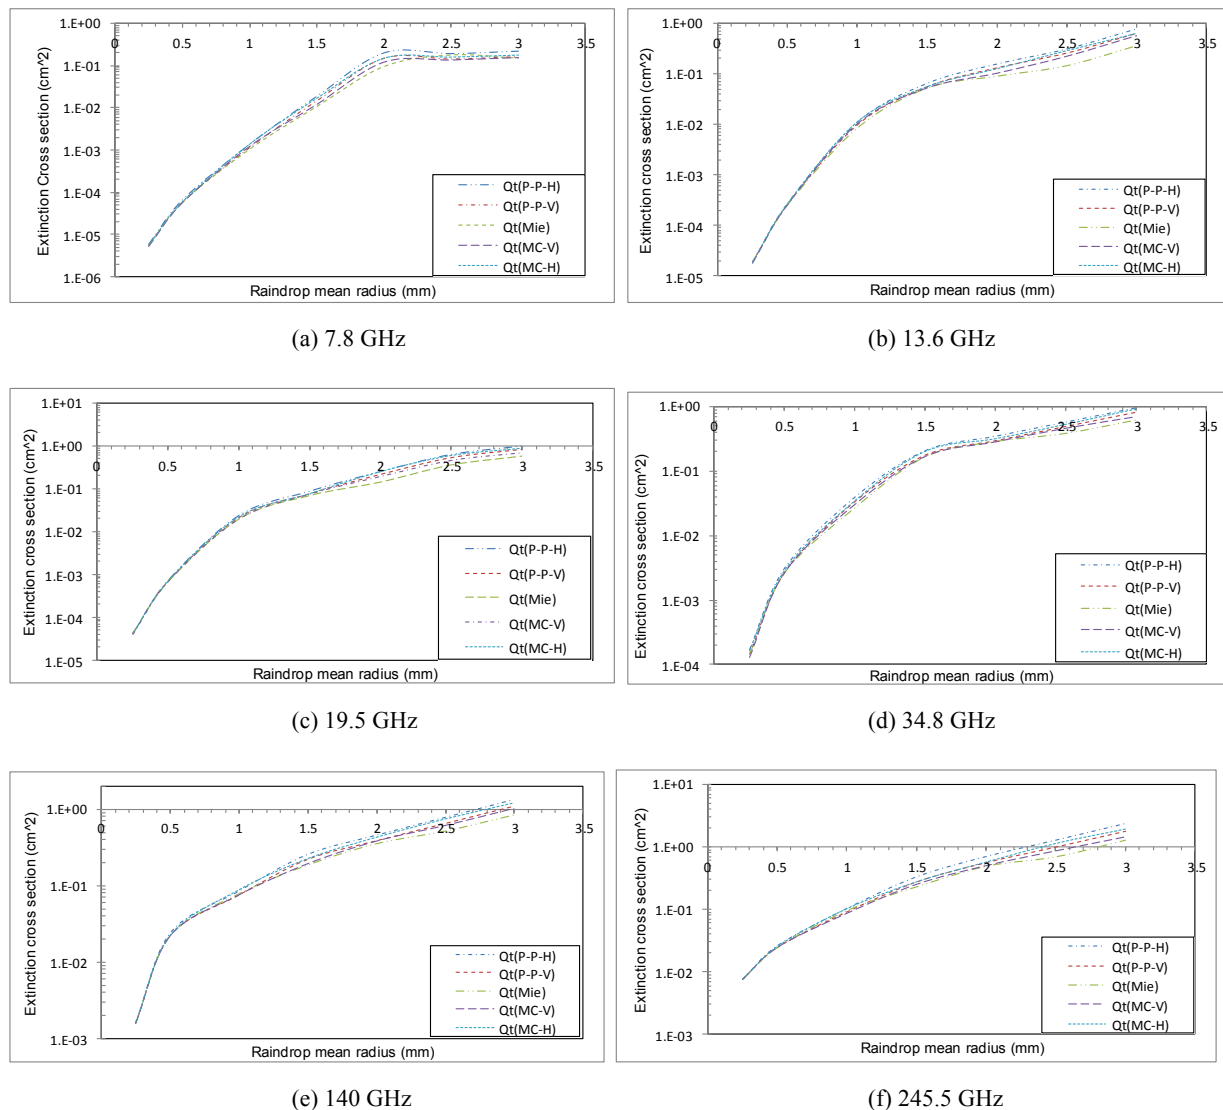 1.E+00
0 0.5 1 1.5 2 2.5 3 3.5
1.E-01
1.E-02
1.E-03
1.E-04
1.E-05
1.E-06
Extinction Cross section (cm^2)
Qt(P-P-H)
Qt(P-P-V)
Qt(Mie)
Qt(MC-V)
Qt(MC-H)
Raindrop mean radius (mm)
(a) 7.8 GHz
1.E+00
0 0.5 1 1.5 2 2.5 3 3.5
1.E-01
1.E-02
1.E-03
1.E-04
1.E-05
Extinction cross section (cm^2)
Qt(P-P-H)
Qt(P-P-V)
Qt(Mie)
Qt(MC-V)
Qt(MC-H)
Raindrop mean radius (mm)
(b) 13.6 GHz
1.E+01
1.E+00
0 0.5 1 1.5 2 2.5 3 3.5
1.E-01
1.E-02
1.E-03
1.E-04
1.E-05
Extinction cross section (cm^2)
Qt(P-P-H)
Qt(P-P-V)
Qt(Mie)
Qt(MC-V)
Qt(MC-H)
Raindrop mean radius (mm)
(c) 19.5 GHz
1.E+00
0 0.5 1 1.5 2 2.5 3 3.5
1.E-01
1.E-02
1.E-03
1.E-04
Extinction cross section (cm^2)
Qt(P-P-H)
Qt(P-P-V)
Qt(Mie)
Qt(MC-V)
Qt(MC-H)
Raindrop mean radius (mm)
(d) 34.8 GHz
1.E+00
0 0.5 1 1.5 2 2.5 3 3.5
1.E-01
1.E-02
1.E-03
Extinction cross section (cm^2)
Qt(P-P-H)
Qt(P-P-V)
Qt(Mie)
Qt(MC-V)
Qt(MC-H)
Raindrop mean radius (mm)
(e) 140 GHz
1.E+01
1.E+00
0 0.5 1 1.5 2 2.5 3 3.5
1.E-01
1.E-02
1.E-03
Extinction cross section (cm^2)
Qt(P-P-H)
Qt(P-P-V)
Qt(Mie)
Qt(MC-V)
Qt(MC-H)
Raindrop mean radius (mm)
(f) 245.5 GHz